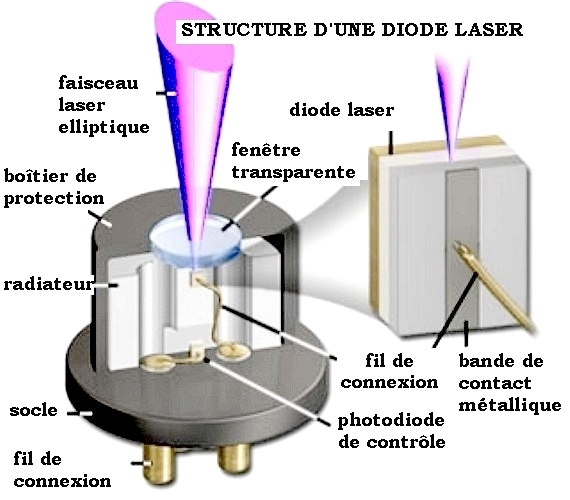 STRUCTURE D'UNE DIODE LASER
faisceau
laser
elliptique
diode laser
fenêtre
transparente
boîtier de
protection
radiateur
fil de
connexion
bande de
contact
métallique
socle
photodiode
de contrôle
fil de
connexion